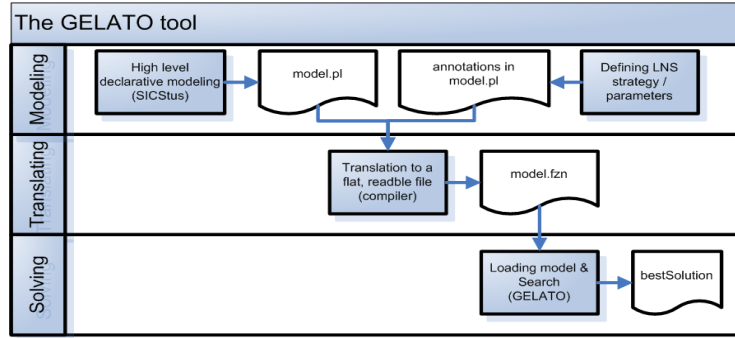 The GELATO tool
Modeling
High level
declarative modeling
(SICStus)
model.pl
annotations in
model.pl
Defining LNS
strategy /
parameters
Translating
Translation to a
flat, readble file
(compiler)
model.fzn
Solving
Loading model &
Search
(GELATO)
bestSolution